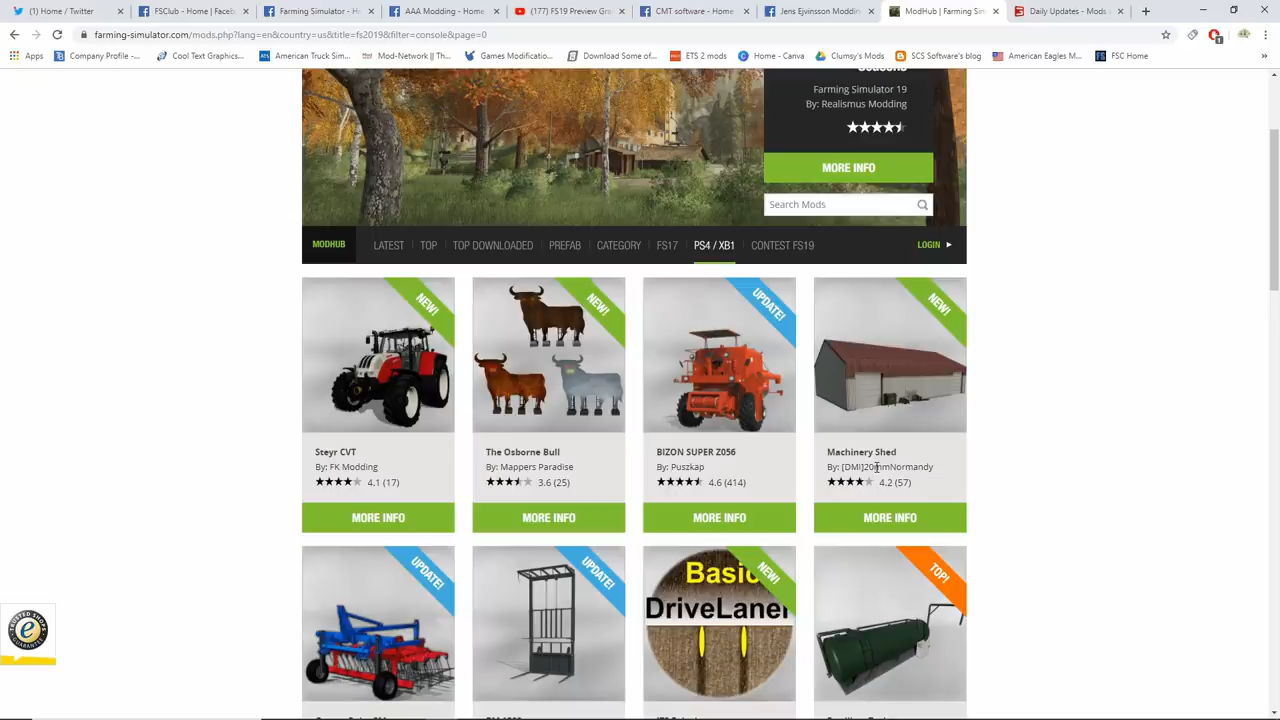 (1) Home / Twitter
FSClub - Home | Faceb
Farming Simulator - H
AAA Modding - Home
(177) FS19 Preview Gra
CMT software - Home
Jens Ejvinsson Moddin
ModHub | Farming Sim
Daily Updates - Mods
farming-simulator.com/mods.php?lang=en&country=us&title=fs2019&filter=console&page=0
1
Apps
Company Profile -...
Cool Text Graphics...
American Truck Sim...
Mod-Network || Th...
Games Modification...
Download Some of...
ETS 2 mods
Home - Canva
Clumsy's Mods
SCS Software's blog
American Eagles M...
FSC Home
Seasons
Farming Simulator 19
By: Realismus Modding
MORE INFO
Search Mods
MODHUB
LATEST
TOP
TOP DOWNLOADED
PREFAB
CATEGORY
FS17
PS4 / XB1
CONTEST FS19
LOGIN
NEW!
NEW!
UPDATE!
NEW!
Steyr CVT
By: FK Modding
4.1 (17)
MORE INFO
The Osborne Bull
By: Mappers Paradise
3.6 (25)
MORE INFO
BIZON SUPER Z056
By: Puszkap
4.6 (414)
MORE INFO
Machinery Shed
By: [DMI]20mmNormandy
4.2 (57)
MORE INFO
UPDATE!
UPDATE!
NEW!
TOP!
Basic
DriveLaner